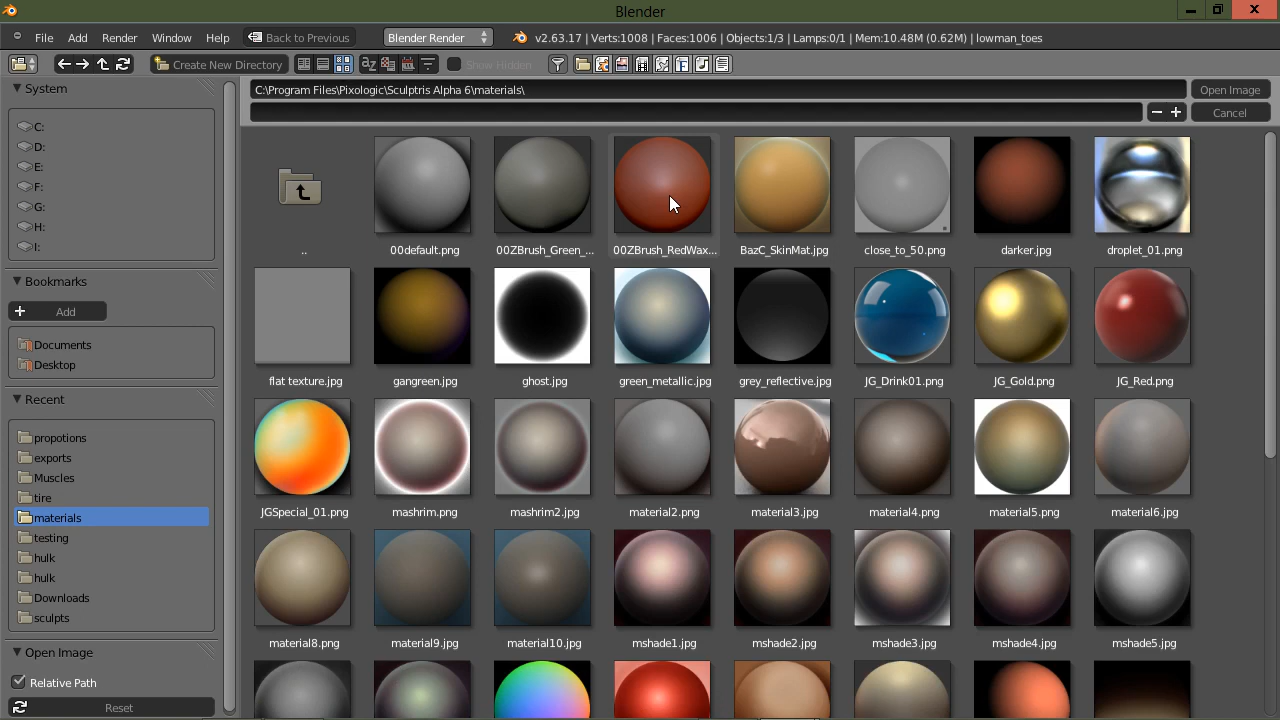 Blender
File Add Render Window Help Back to Previous Blender Render v2.63.17 | Verts:1008 | Faces:1006 | Objects:1/3 | Lamps:0/1 | Mem:10.48M (0.62M) | lowman_toes
Create New Directory Show Hidden
System
C:
D:
E:
F:
G:
H:
I:
Bookmarks
Add
Documents
Desktop
Recent
propotions
exports
Muscles
tire
materials
testing
hulk
hulk
Downloads
sculpts
Open Image
Relative Path
Reset
C:\Program Files\Pixologic\Sculptris Alpha 6\materials\ Open Image
Cancel
.. 00default.png 00ZBrush_Green_... 00ZBrush_RedWax... BazC_SkinMat.jpg close_to_50.png darker.jpg droplet_01.png
flat texture.jpg gangreen.jpg ghost.jpg green_metallic.jpg grey_reflective.jpg JG_Drink01.png JG_Gold.png JG_Red.png
JGSpecial_01.png mashrim.png mashrim2.jpg material2.png material3.jpg material4.png material5.png material6.jpg
material8.png material9.jpg material10.jpg mshade1.jpg mshade2.jpg mshade3.jpg mshade4.jpg mshade5.jpg